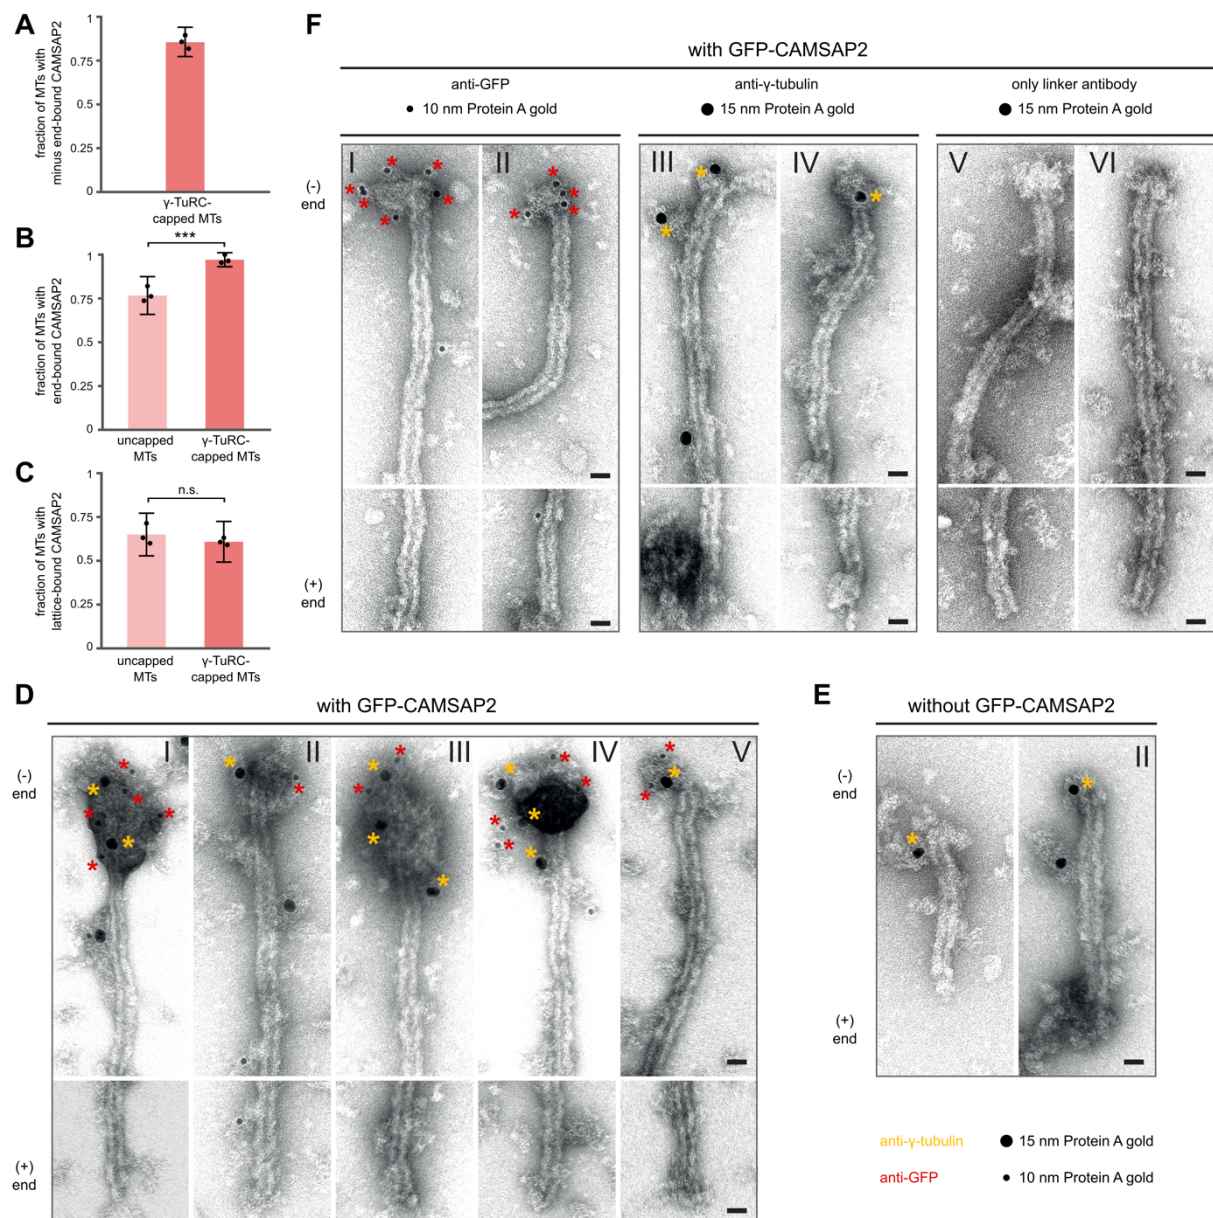 A
fraction of MTs with
minus end-bound CAMSAP2
1
0.75
0.5
0.25
0
γ-TuRC-
capped MTs
B
fraction of MTs with
end-bound CAMSAP2
1
0.75
0.5
0.25
0
***
uncapped
MTs
γ-TuRC-
capped MTs
C
fraction of MTs with
lattice-bound CAMSAP2
1
0.75
0.5
0.25
0
n.s.
uncapped
MTs
γ-TuRC-
capped MTs
F
with GFP-CAMSAP2
anti-GFP
10 nm Protein A gold
anti-γ-tubulin
15 nm Protein A gold
only linker antibody
15 nm Protein A gold
I
II
III
IV
V
VI
(-)
end
(+)
end
D
with GFP-CAMSAP2
I
II
III
IV
V
(-)
end
(+)
end
E
without GFP-CAMSAP2
II
(-)
end
(+)
end
anti-γ-tubulin
15 nm Protein A gold
anti-GFP
10 nm Protein A gold